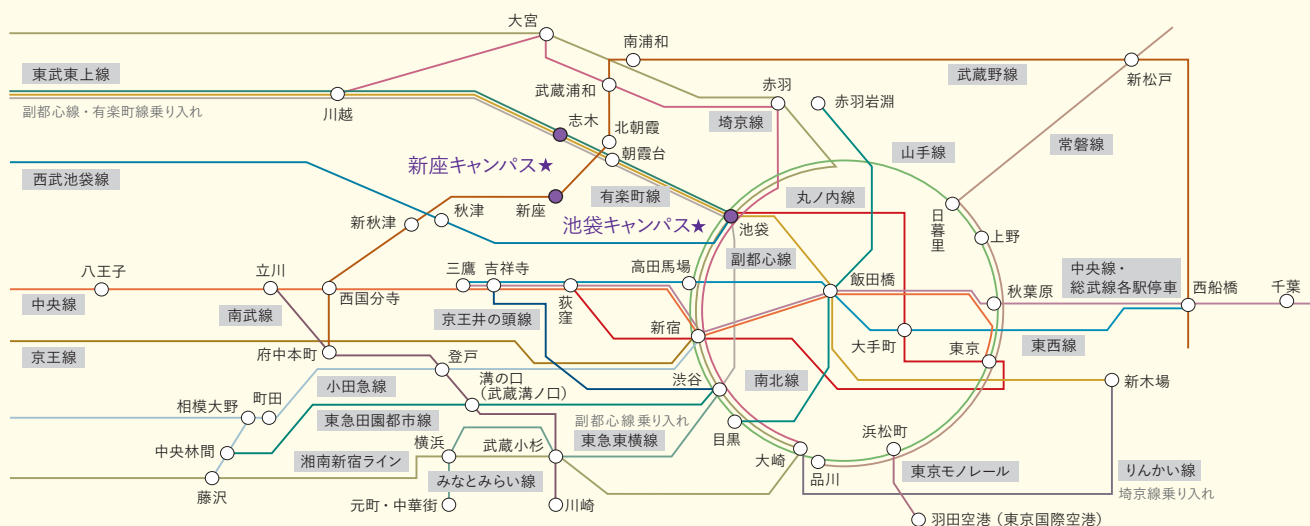 大宮
南浦和
東武東上線
副都心線・有楽町線乗り入れ
川越
武蔵浦和
武蔵野線
新松戸
赤羽
赤羽岩淵
埼京線
志木
北朝霞
朝霞台
山手線
常磐線
新座キャンパス★
西武池袋線
有楽町線
丸ノ内線
新秋津
秋津
新座
池袋キャンパス★
池袋
日暮里
上野
副都心線
八王子
立川
中央線
西国分寺
三鷹
吉祥寺
荻窪
高田馬場
飯田橋
秋葉原
中央線・
総武線各駅停車
西船橋
千葉
南武線
京王井の頭線
新宿
大手町
東京
東西線
京王線
府中本町
登戸
小田急線
溝の口
(武蔵溝ノ口)
渋谷
南北線
新木場
相模大野
町田
東急田園都市線
副都心線乗り入れ
東急東横線
目黒
浜松町
中央林間
湘南新宿ライン
横浜
武蔵小杉
大崎
品川
東京モノレール
りんかい線
埼京線乗り入れ
藤沢
みなとみらい線
元町・中華街
川崎
羽田空港(東京国際空港)